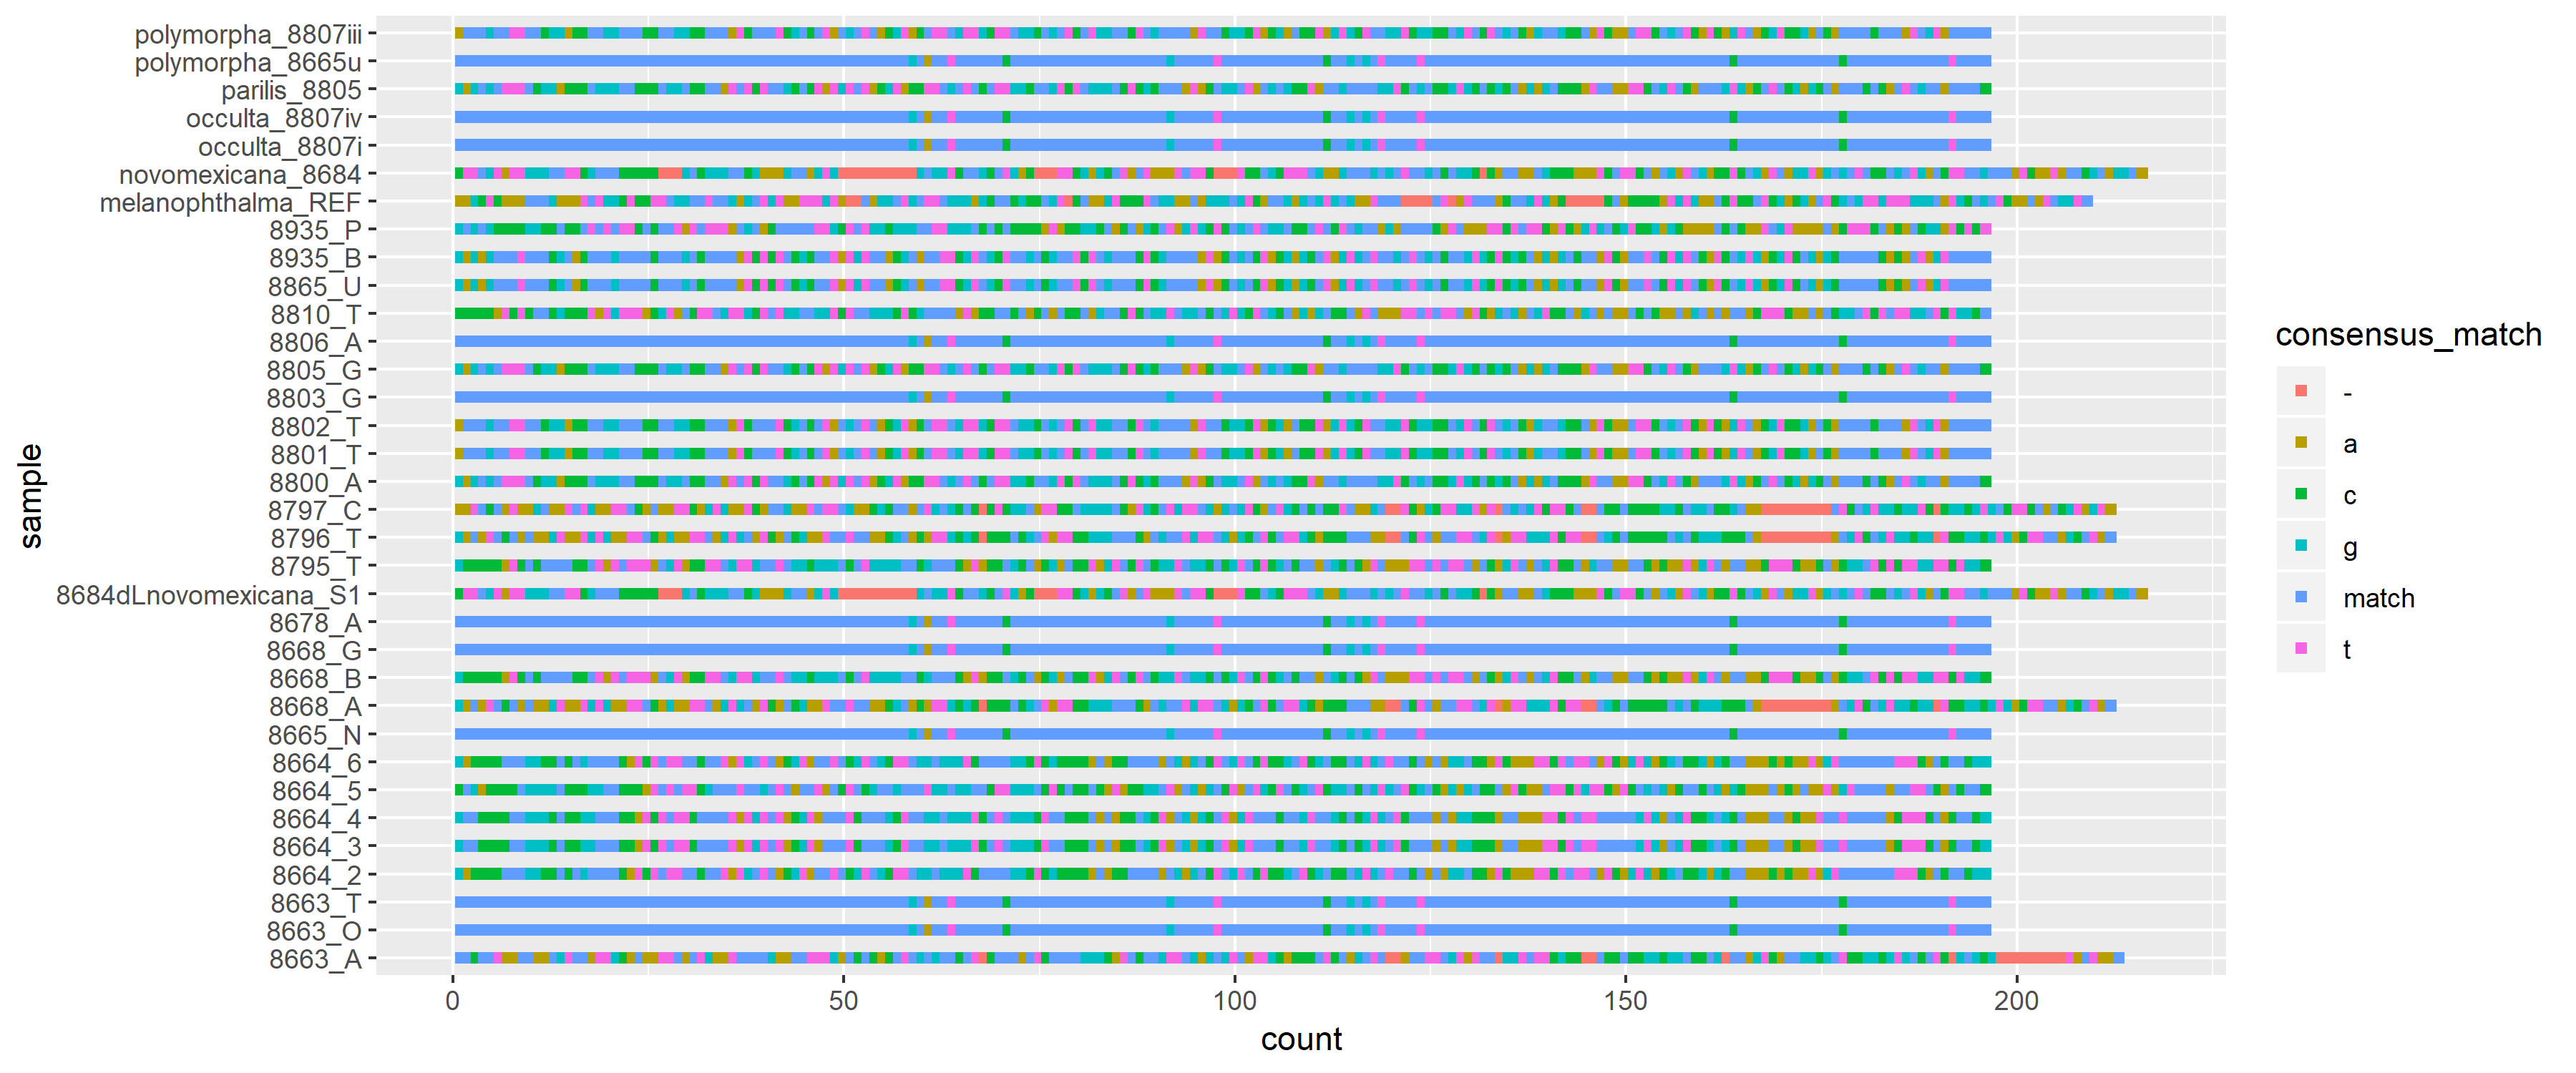 polymorpha_8807iii
polymorpha_8665u
parilis_8805
occulta_8807iv
occulta_8807i
novomexicana_8684
melanophthalma_REF
8935_P
8935_B
8865_U
8810_T
8806_A
8805_G
8803_G
8802_T
8801_T
8800_A
8797_C
8796_T
8795_T
8684dLnovomexicana_S1
8678_A
8668_G
8668_B
8668_A
8665_N
8664_6
8664_5
8664_4
8664_3
8664_2
8663_T
8663_O
8663_A
sample
0 50 100 150 200
count
consensus_match
-
a
c
g
match
t